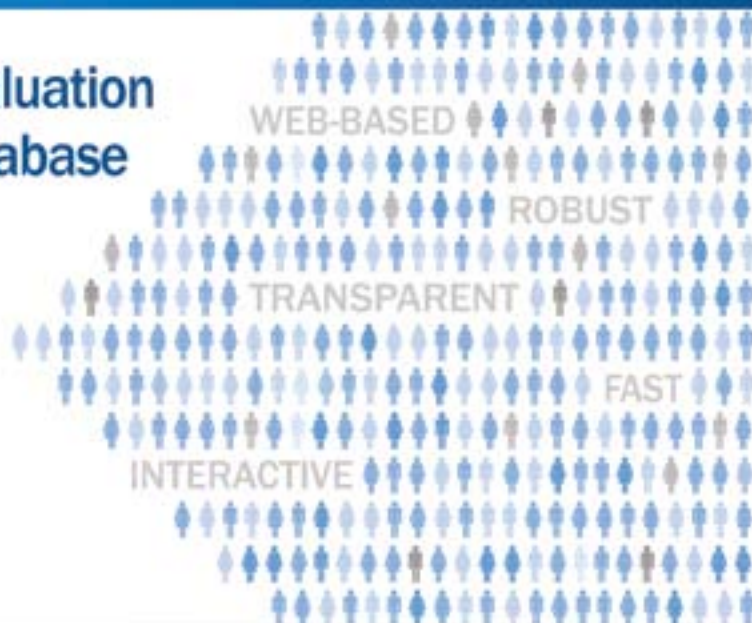 luation
WEB-BASED
abase
ROBUST
TRANSPARENT
FAST
INTERACTIVE